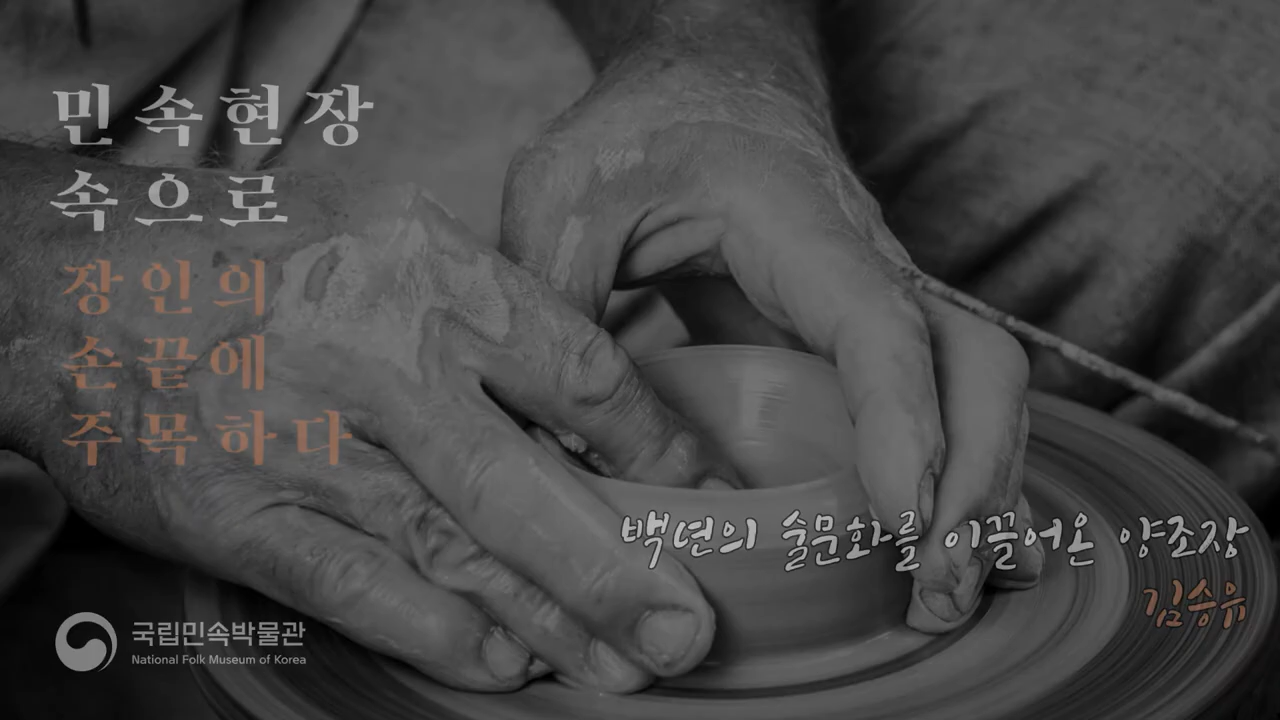 민속현장
속으로
장인의
손끝에
주목하다
백년의 술문화를 이끌어온 양조장
김승유
국립민속박물관
National Folk Museum of Korea